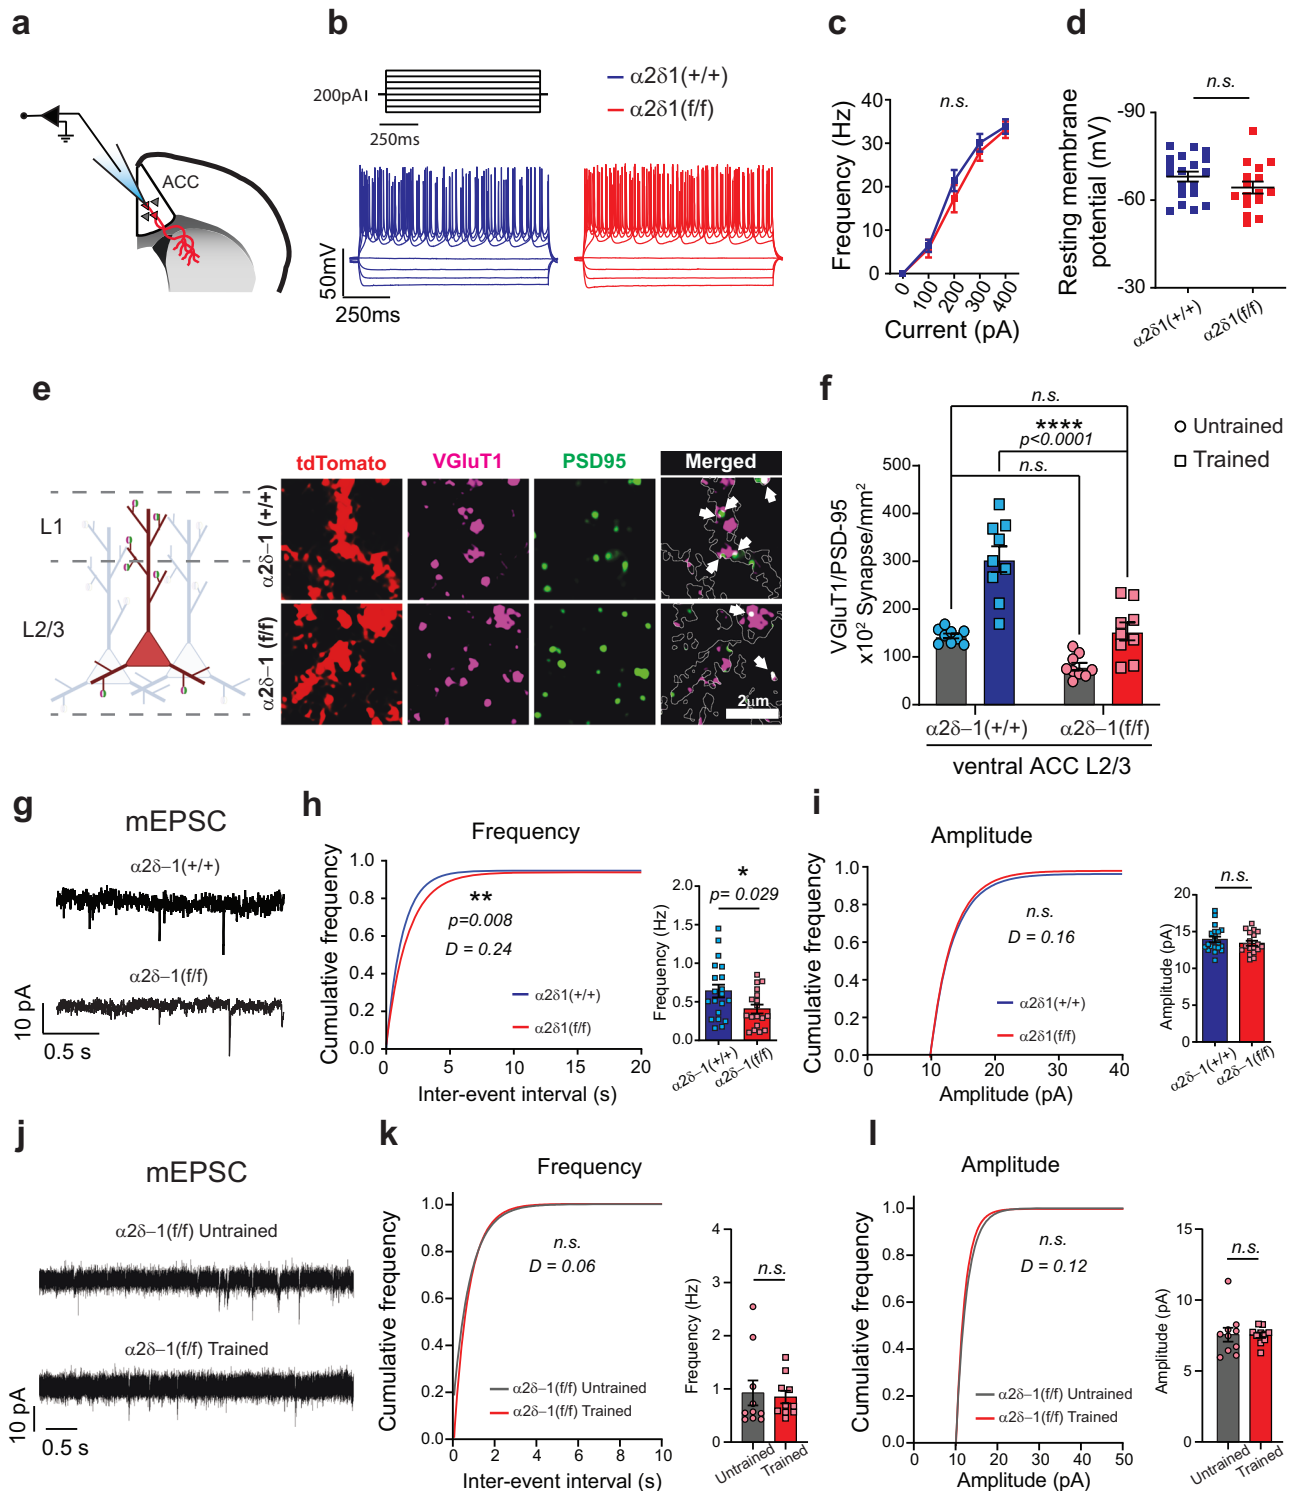 a
ACC
b
200pA
250ms
α2δ1(+/+)
α2δ1(f/f)
50mV
250ms
c
n.s.
Frequency (Hz)
40
30
20
10
0
0
100
200
300
400
Current (pA)
d
n.s.
Resting membrane
potential (mV)
-90
-60
-30
α2δ1(+/+)
α2δ1(f/f)
e
L1
L2/3
tdTomato
VGluT1
PSD95
Merged
α2δ–1 (+/+)
α2δ–1 (f/f)
2μm
f
n.s.
****
p<0.0001
n.s.
Untrained
Trained
VGluT1/PSD-95
x10² Synapse/mm²
500
400
300
200
100
0
α2δ–1(+/+)
α2δ–1(f/f)
ventral ACC L2/3
g
mEPSC
α2δ–1(+/+)
α2δ–1(f/f)
10 pA
0.5 s
h
Frequency
Cumulative frequency
1.0
0.8
0.6
0.4
0.2
0.0
**
p=0.008
D = 0.24
α2δ1(+/+)
α2δ1(f/f)
0
5
10
15
20
Inter-event interval (s)
*
p= 0.029
Frequency (Hz)
2.0
1.5
1.0
0.5
0.0
α2δ–1(+/+)
α2δ–1(f/f)
i
Amplitude
Cumulative frequency
1.0
0.8
0.6
0.4
0.2
0.0
n.s.
D = 0.16
α2δ1(+/+)
α2δ1(f/f)
0
10
20
30
40
Amplitude (pA)
n.s.
Amplitude (pA)
20
15
10
5
0
α2δ–1(+/+)
α2δ–1(f/f)
j
mEPSC
α2δ–1(f/f) Untrained
α2δ–1(f/f) Trained
10 pA
0.5 s
k
Frequency
Cumulative frequency
1.0
0.8
0.6
0.4
0.2
0.0
n.s.
D = 0.06
α2δ–1(f/f) Untrained
α2δ–1(f/f) Trained
0
2
4
6
8
10
Inter-event interval (s)
n.s.
Frequency (Hz)
4
3
2
1
0
Untrained
Trained
l
Amplitude
Cumulative frequency
1.0
0.8
0.6
0.4
0.2
0.0
n.s.
D = 0.12
α2δ–1(f/f) Untrained
α2δ–1(f/f) Trained
0
10
20
30
40
50
Amplitude (pA)
n.s.
Amplitude (pA)
15
10
5
0
Untrained
Trained